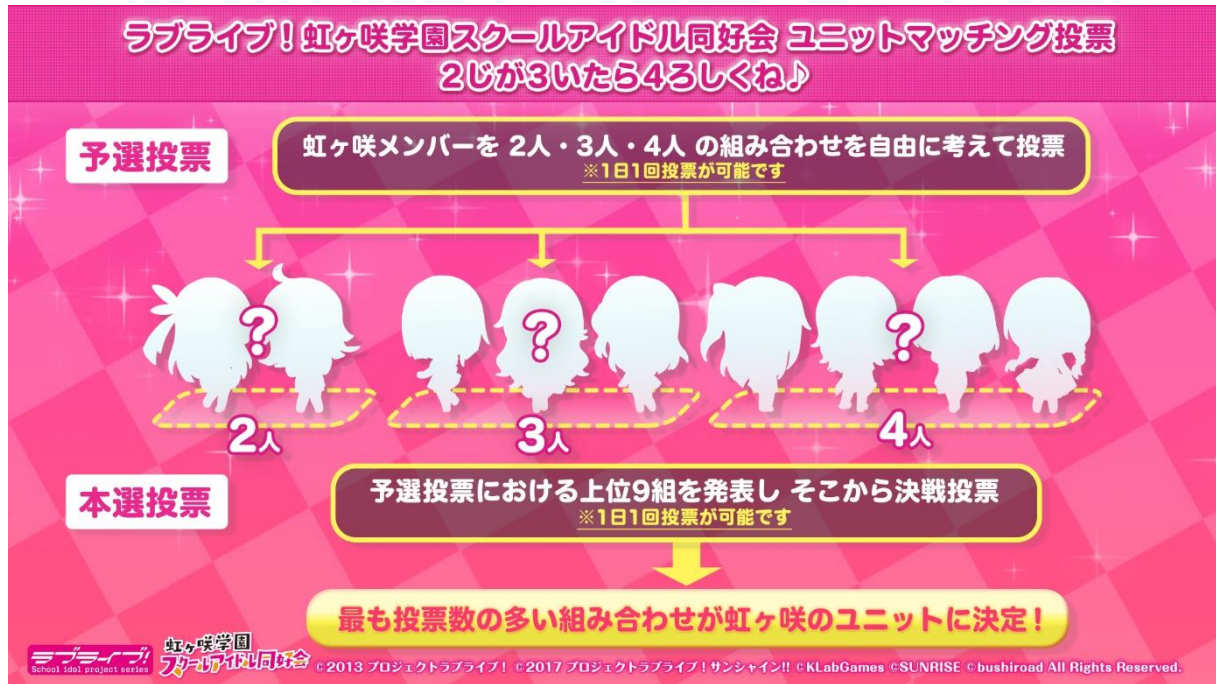 ラブライブ！虹ヶ咲学園スクールアイドル同好会 ユニットマッチング投票
2じが3いたら4ろしくね♪
予選投票
虹ヶ咲メンバーを 2人・3人・4人 の組み合わせを自由に考えて投票
※1日1回投票が可能です
?
?
?
2人
3人
4人
本選投票
予選投票における上位9組を発表し そこから決戦投票
※1日1回投票が可能です
最も投票数の多い組み合わせが虹ヶ咲のユニットに決定！
ラブライブ！
School idol project series
虹ヶ咲学園
スクールアイドル同好会
©2013 プロジェクトラブライブ！ ©2017 プロジェクトラブライブ！サンシャイン!! ©KLabGames ©SUNRISE ©bushiroad All Rights Reserved.